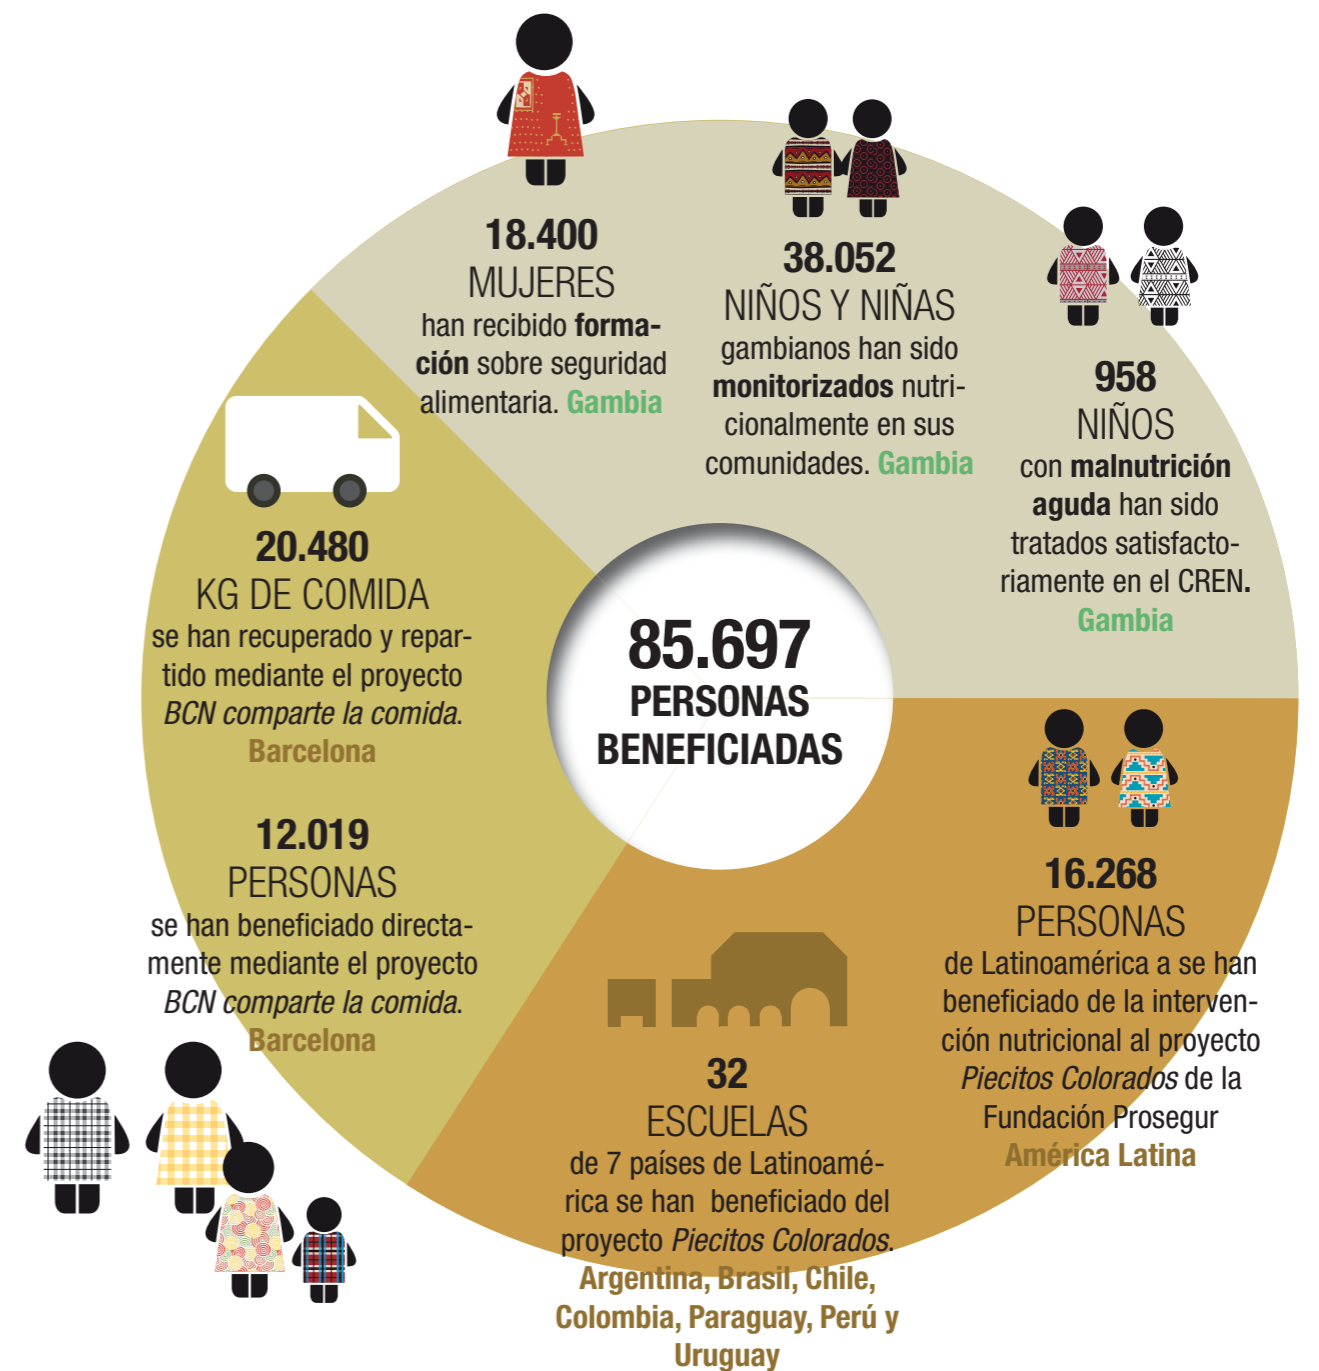 18.400
MUJERES
han recibido forma-
ción sobre seguridad
alimentaria. Gambia
38.052
NIÑOS Y NIÑAS
gambianos han sido
monitorizados nutri-
cionalmente en sus
comunidades. Gambia
958
NIÑOS
con malnutrición
aguda han sido
tratados satisfacto-
riamente en el CREN.
Gambia
20.480
KG DE COMIDA
se han recuperado y repar-
tido mediante el proyecto
BCN comparte la comida.
Barcelona
85.697
PERSONAS
BENEFICIADAS
12.019
PERSONAS
se han beneficiado directa-
mente mediante el proyecto
BCN comparte la comida.
Barcelona
16.268
PERSONAS
de Latinoamérica a se han
beneficiado de la interven-
ción nutricional al proyecto
Piecitos Colorados de la
Fundación Prosegur
América Latina
32
ESCUELAS
de 7 países de Latinoamé-
rica se han beneficiado del
proyecto Piecitos Colorados.
Argentina, Brasil, Chile,
Colombia, Paraguay, Perú y
Uruguay